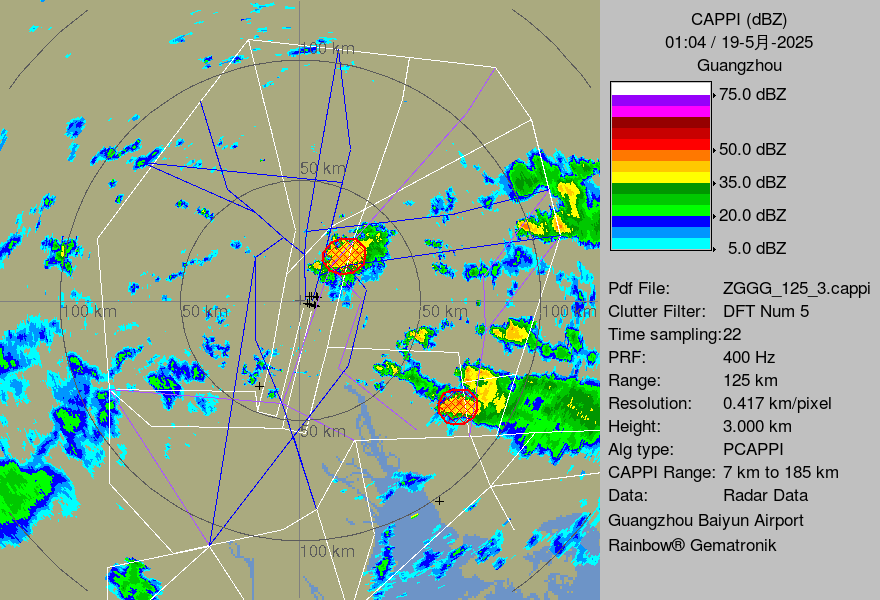 100 km
50 km
100 km
50 km
50 km
100 km
50 km
100 km
CAPPI (dBZ)
01:04 / 19-5月-2025
Guangzhou
75.0 dBZ
50.0 dBZ
35.0 dBZ
20.0 dBZ
5.0 dBZ
Pdf File: ZGGG_125_3.cappi
Clutter Filter: DFT Num 5
Time sampling:22
PRF: 400 Hz
Range: 125 km
Resolution: 0.417 km/pixel
Height: 3.000 km
Alg type: PCAPPI
CAPPI Range: 7 km to 185 km
Data: Radar Data
Guangzhou Baiyun Airport
Rainbow® Gematronik